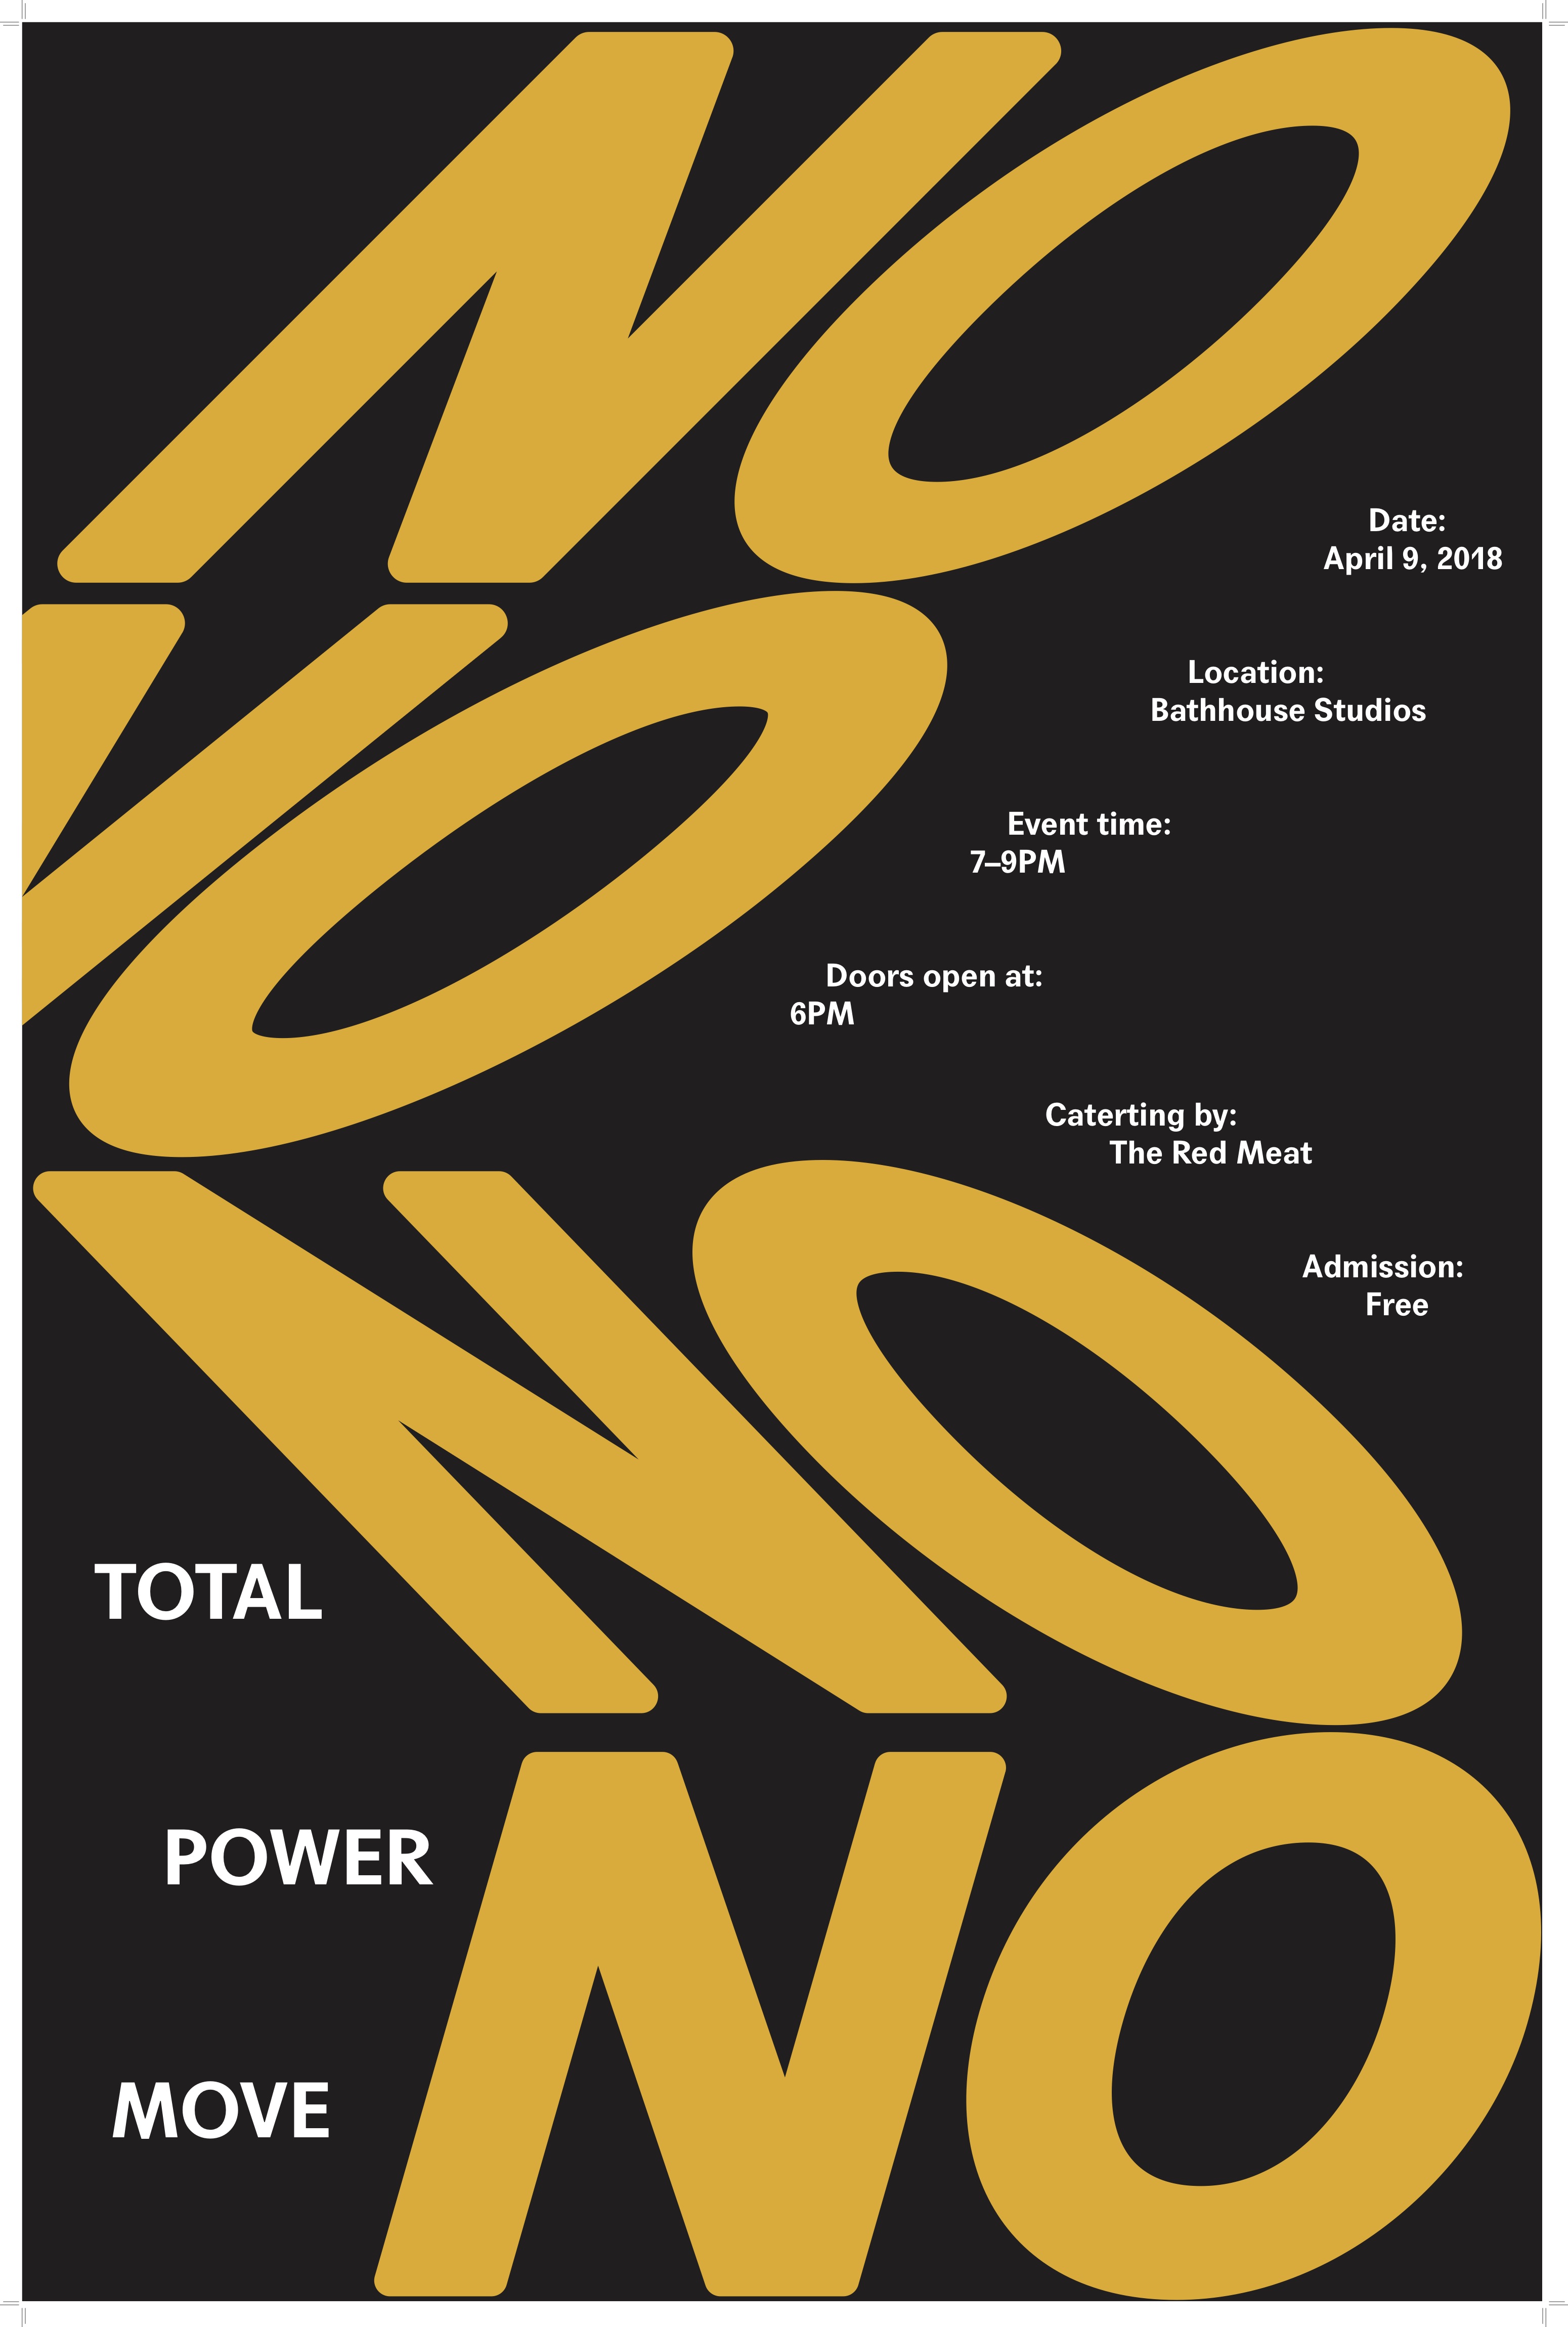 NO
Date:
April 9, 2018
NO
Location:
Bathhouse Studios
Event time:
7–9PM
Doors open at:
6PM
Caterting by:
The Red Meat
NO
Admission:
Free
TOTAL
POWER
MOVE
NO